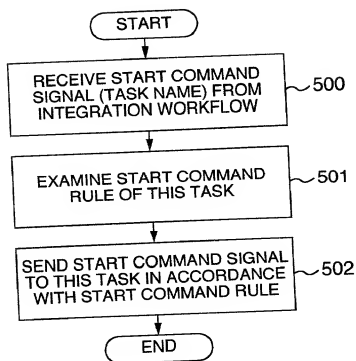 START
RECEIVE START COMMAND
SIGNAL (TASK NAME) FROM
INTEGRATION WORKFLOW
500
EXAMINE START COMMAND
RULE OF THIS TASK
501
SEND START COMMAND SIGNAL
TO THIS TASK IN ACCORDANCE
WITH START COMMAND RULE
502
END